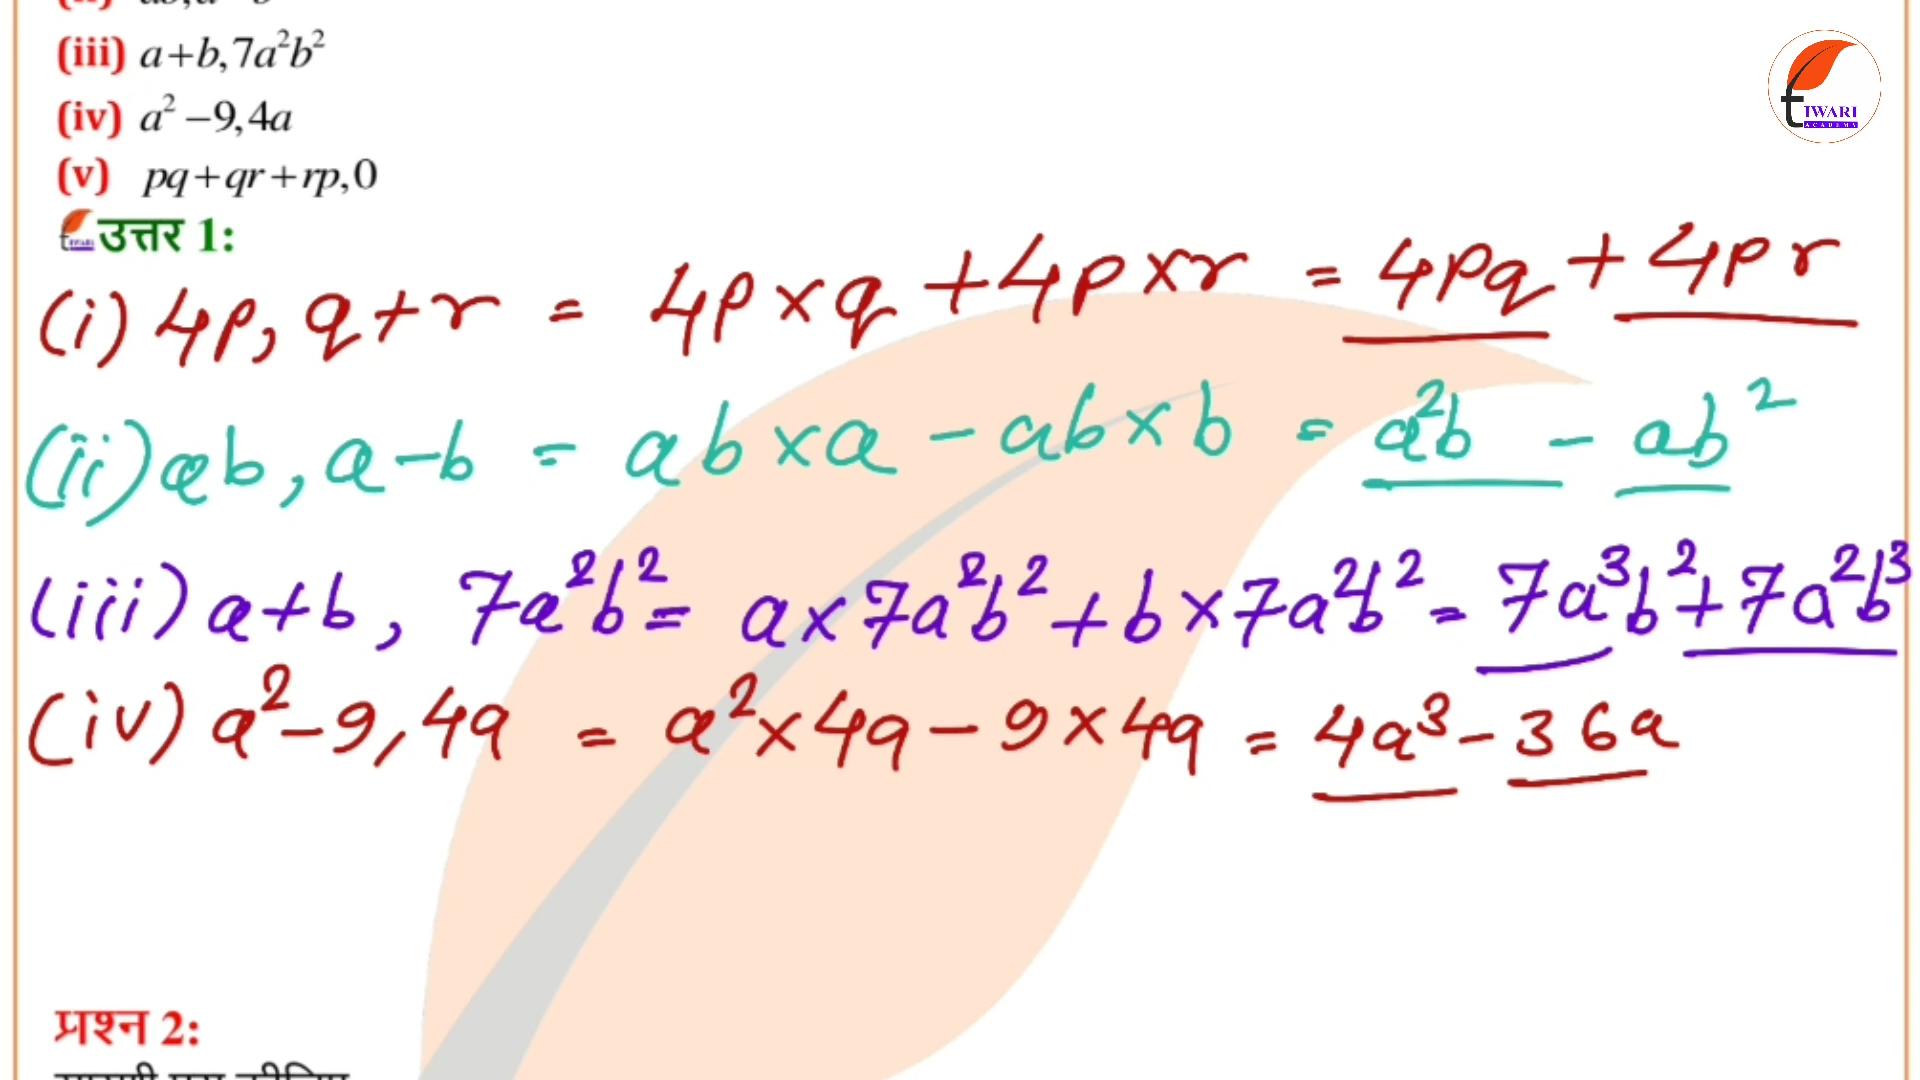 (iii) a+b,7a²b²
(iv) a²−9,4a
(v) pq+qr+rp,0
उत्तर 1:
(i) 4p, q+r = 4p×q+4p×r = 4pq+4pr
(ii) ab, a-b = ab×a-ab×b = a²b - ab²
(iii) a+b, 7a²b² = a×7a²b²+b×7a²b² = 7a³b²+7a²b³
(iv) a²-9,4a = a²×4a-9×4a = 4a³-36a
प्रश्न 2:
tIWARI
ACADEMY